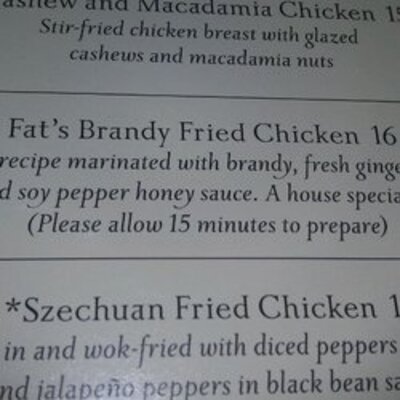 ashew and Macadamia Chicken 15
Stir-fried chicken breast with glazed
cashews and macadamia nuts
Fat's Brandy Fried Chicken 16
recipe marinated with brandy, fresh ginge
d soy pepper honey sauce. A house specia
(Please allow 15 minutes to prepare)
*Szechuan Fried Chicken 1
in and wok-fried with diced peppers
nd jalapeño peppers in black bean sa